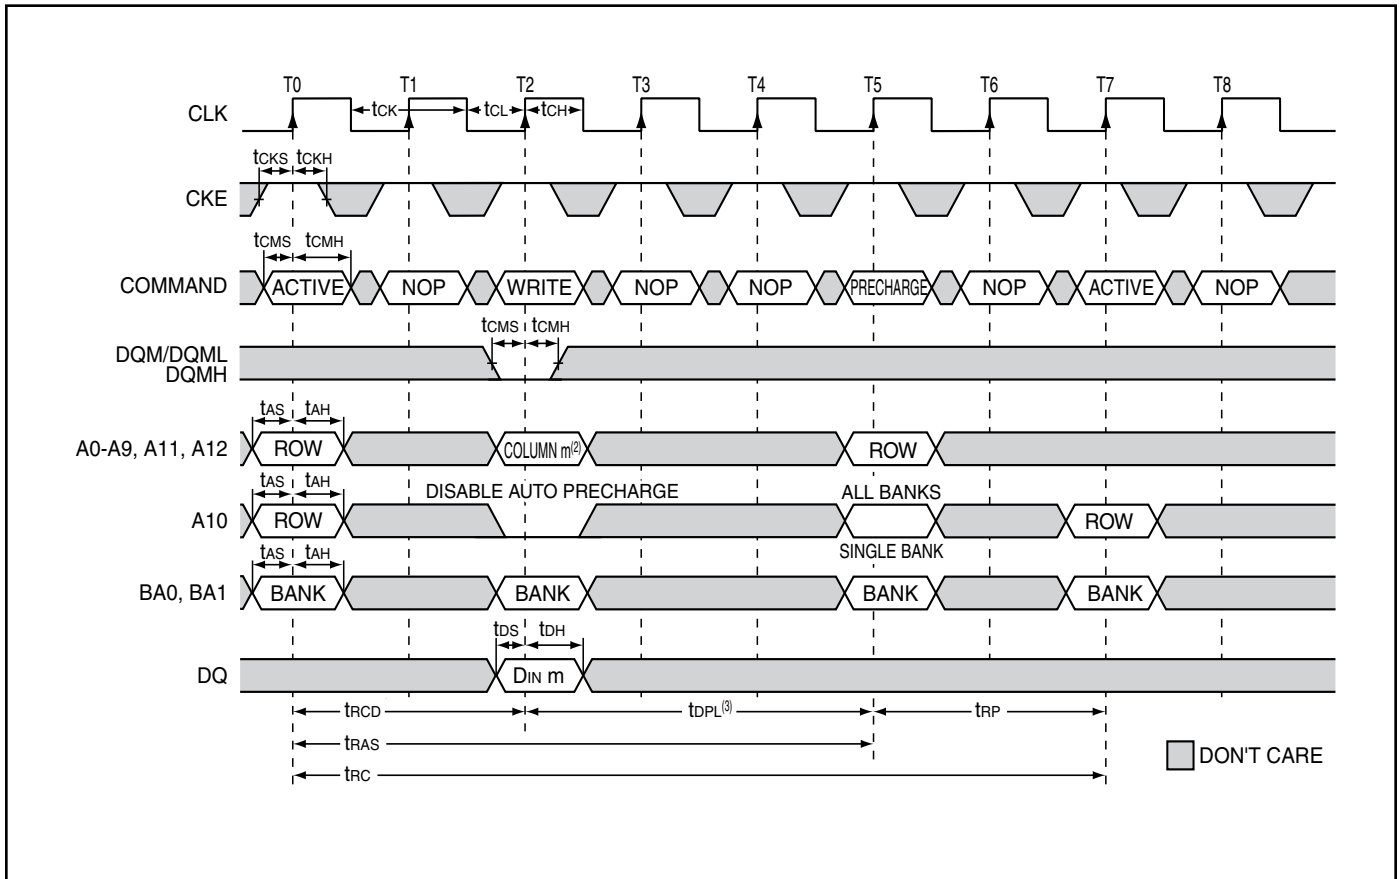 T0 T1 T2 T3 T4 T5 T6 T7 T8
CLK tCK tCL tCH
tCKS tCKH
CKE
tCMS tCMH
COMMAND ACTIVE NOP WRITE NOP NOP PRECHARGE NOP ACTIVE NOP
tCMS tCMH
DQM/DQML
DQMH
tAS tAH
A0-A9, A11, A12 ROW COLUMN m(2) ROW
tAS tAH DISABLE AUTO PRECHARGE ALL BANKS
A10 ROW ROW
tAS tAH SINGLE BANK
BA0, BA1 BANK BANK BANK BANK
tDS tDH
DQ DIN m
tRCD tDPL(3) tRP
tRAS
DON'T CARE
tRC